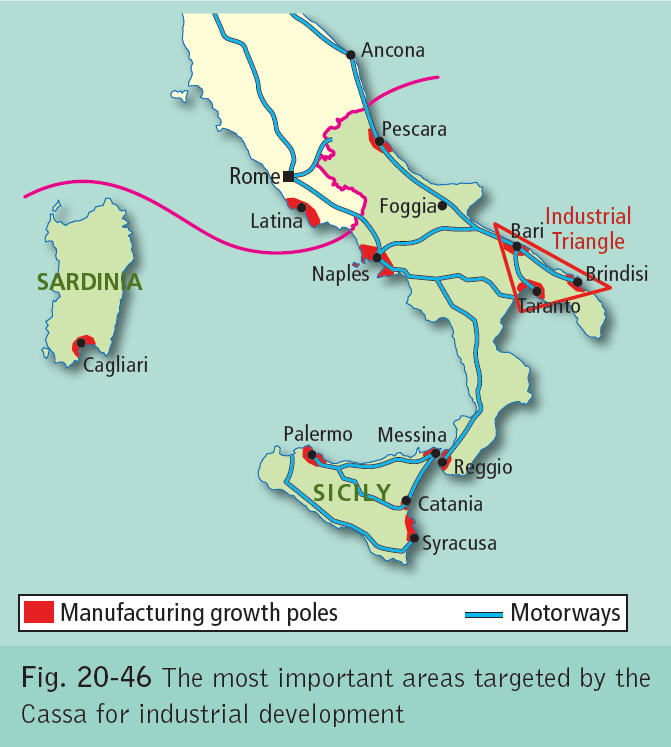 Ancona
Pescara
Rome
Foggia
Latina
Industrial
Triangle
Bari
Naples
Brindisi
SARDINIA
Taranto
Cagliari
Palermo
Messina
Reggio
SICILY
Catania
Syracusa
Manufacturing growth poles
Motorways
Fig. 20-46 The most important areas targeted by the
Cassa for industrial development